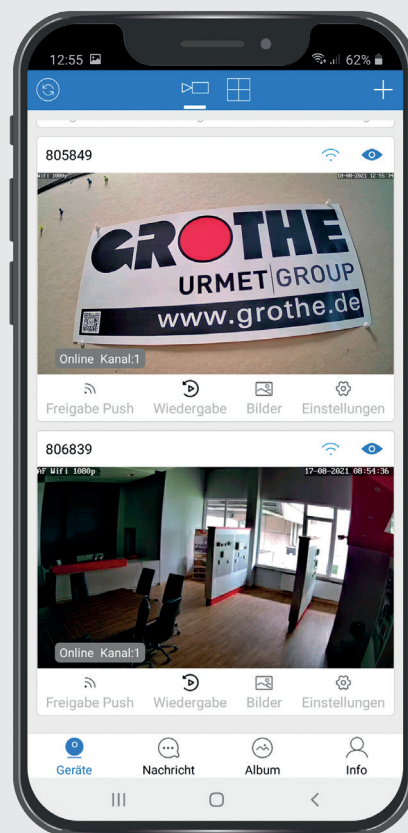 12:55 62%
805849
Wifi 1080p 18-08-2021 12:55:34
GROTHE
URMET GROUP
www.grothe.de
Online Kanal:1
Freigabe Push Wiedergabe Bilder Einstellungen
806839
AF Wifi 1080p 17-08-2021 08:54:36
Online Kanal:1
Freigabe Push Wiedergabe Bilder Einstellungen
Geräte Nachricht Album Info